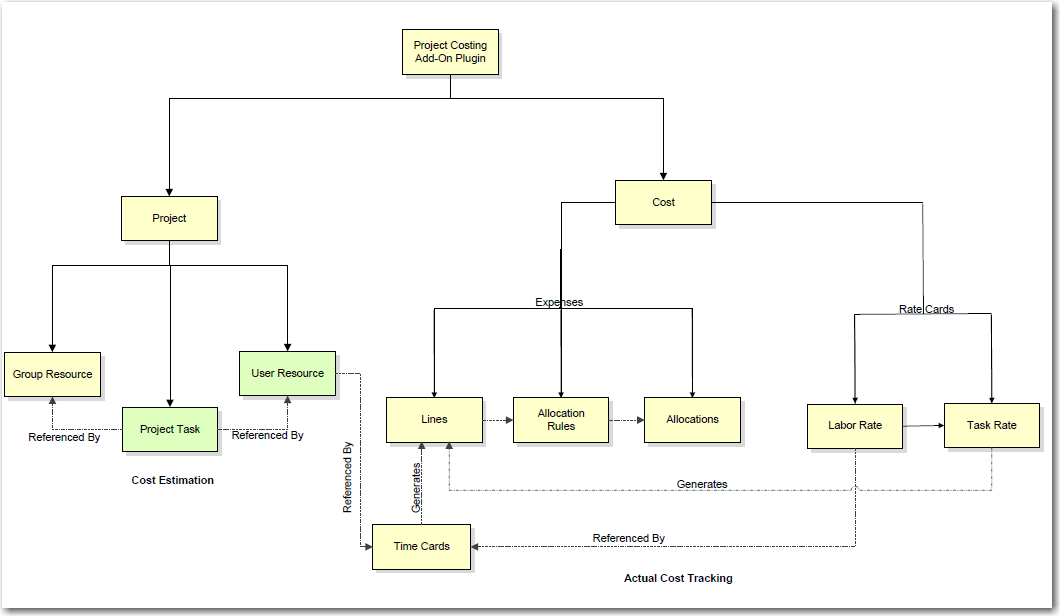 Project Costing
Add-On Plugin
Project
Cost
Expenses
Rate Cards
Group Resource
User Resource
Project Task
Referenced By
Referenced By
Cost Estimation
Lines
Allocation
Rules
Allocations
Labor Rate
Task Rate
Referenced By
Generates
Generates
Time Cards
Referenced By
Actual Cost Tracking